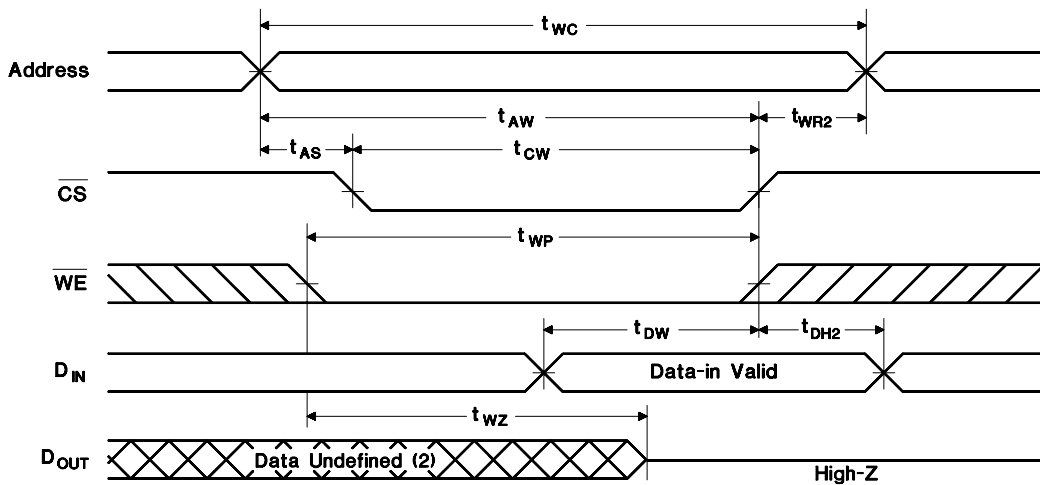 tWC
Address
tAW
tWR2
tAS
tCW
CS
tWP
WE
tDW
tDH2
DIN
Data-in Valid
tWZ
DOUT
Data Undefined (2)
High-Z